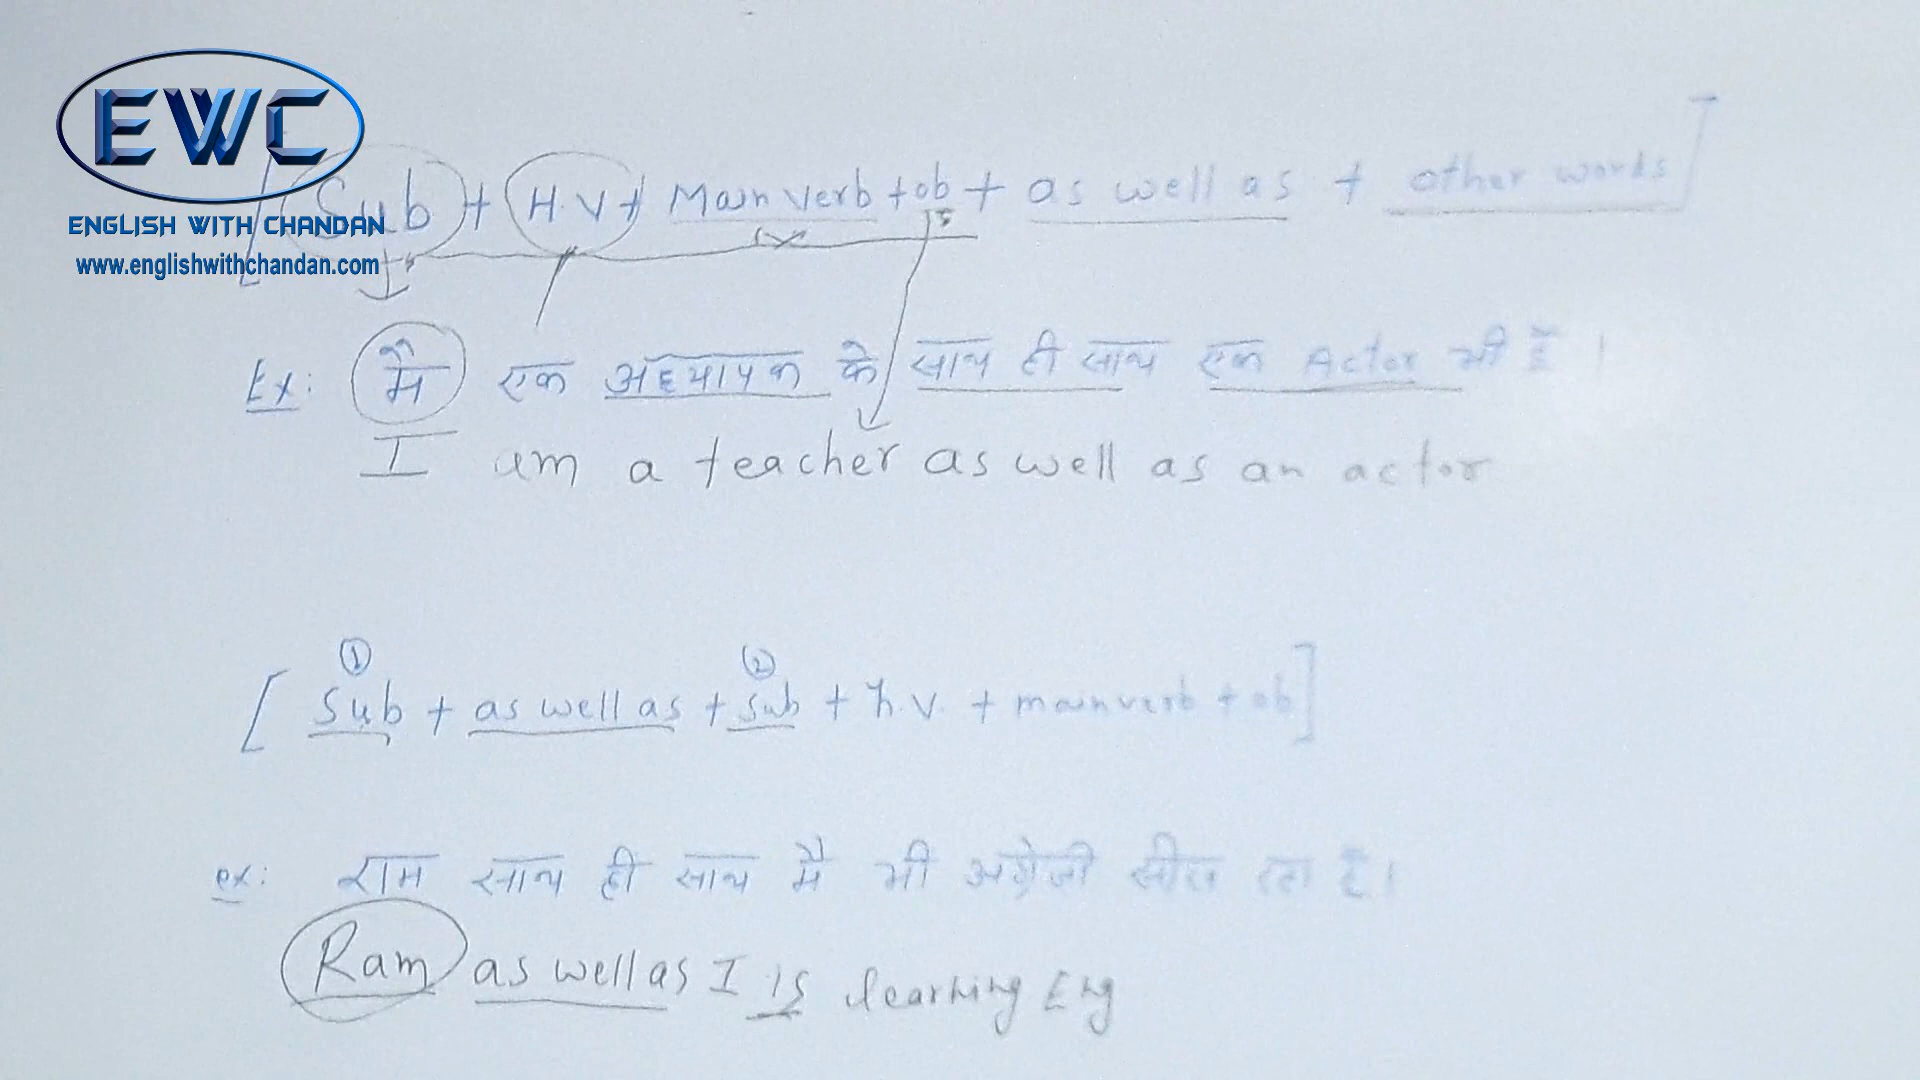 EWC
ENGLISH WITH CHANDAN
www.englishwithchandan.com
[Sub + H.V + Main verb + ob + as well as + other words]
Ex: मै एक अध्यापक के साथ ही साथ एक Actor भी हूँ।
I am a teacher as well as an actor
① ②
[Sub + as well as + sub + h.v. + main verb + ob]
ex: राम साथ ही साथ मै भी अंग्रेजी सीख रहा हूँ।
Ram as well as I is learning Eng